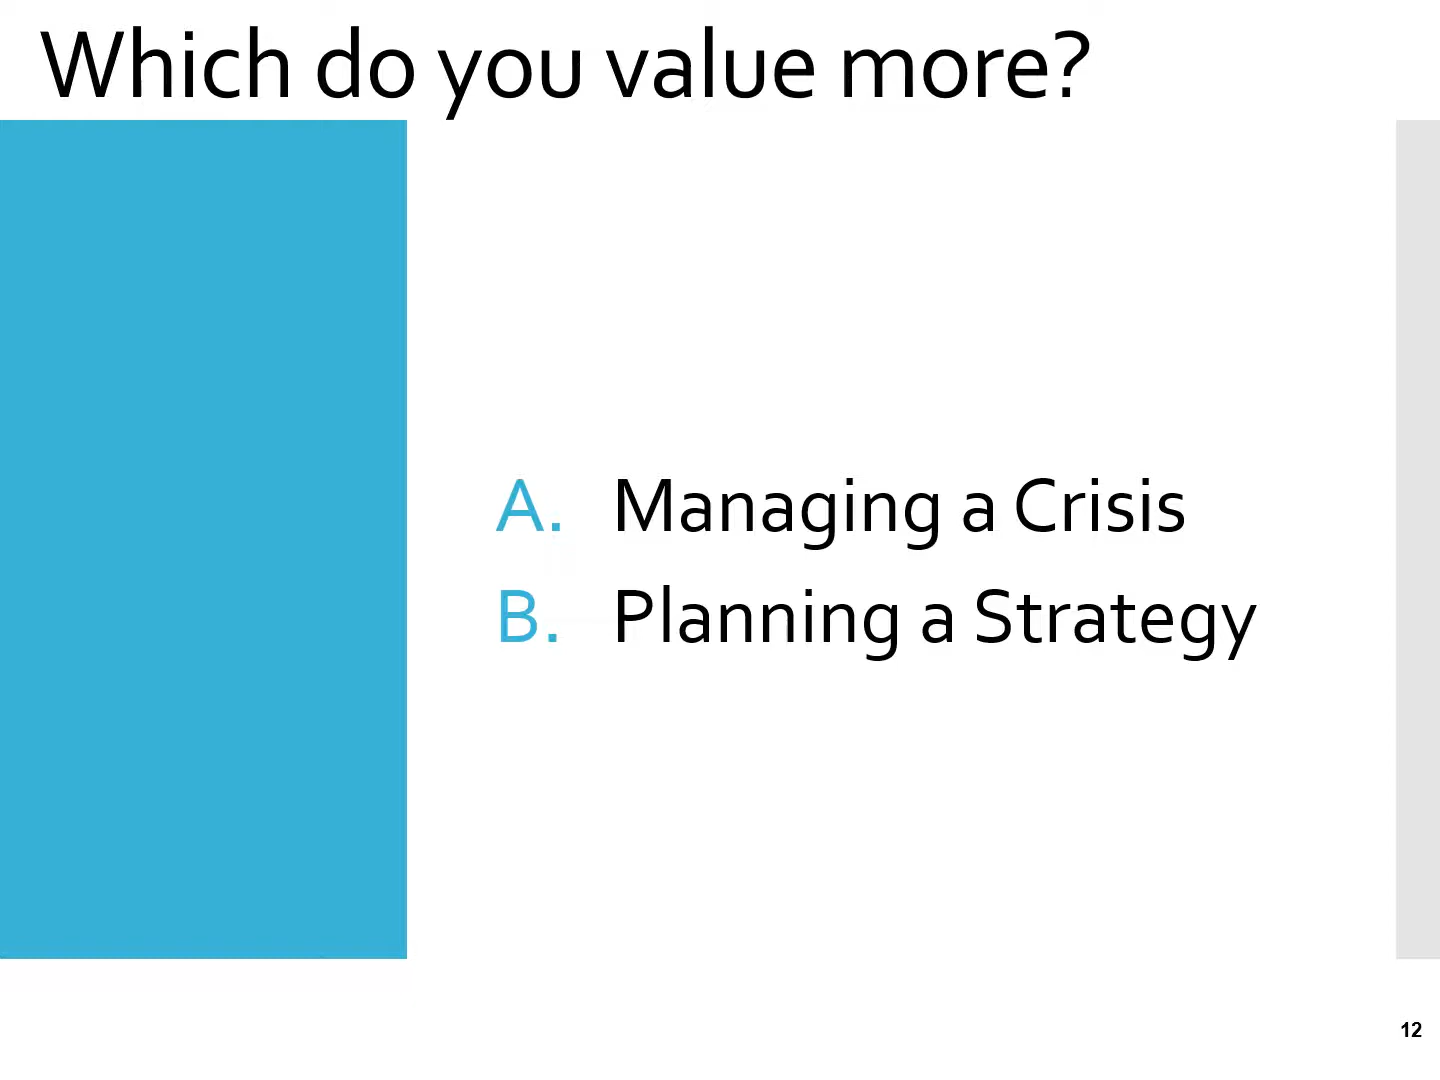 Which do you value more?
A. Managing a Crisis
B. Planning a Strategy
12